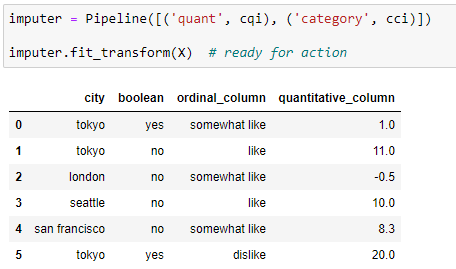 imputer = Pipeline([('quant', cqi), ('category', cci)])
imputer.fit_transform(X)  # ready for action
city boolean ordinal_column quantitative_column
0 tokyo yes somewhat like 1.0
1 tokyo no like 11.0
2 london no somewhat like -0.5
3 seattle no like 10.0
4 san francisco no somewhat like 8.3
5 tokyo yes dislike 20.0